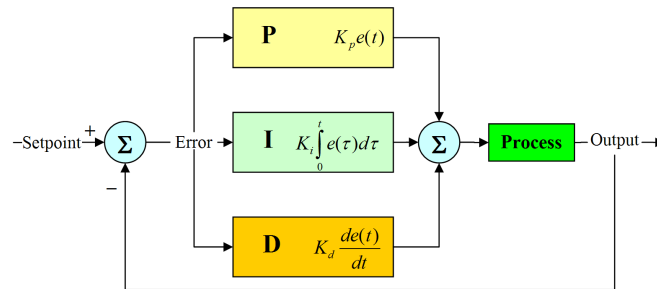 P K_p e(t)
−Setpoint
+
Σ
−
Error
I K_i ∫_0^t e(τ)dτ
Σ
Process
Output
D K_d de(t)/dt